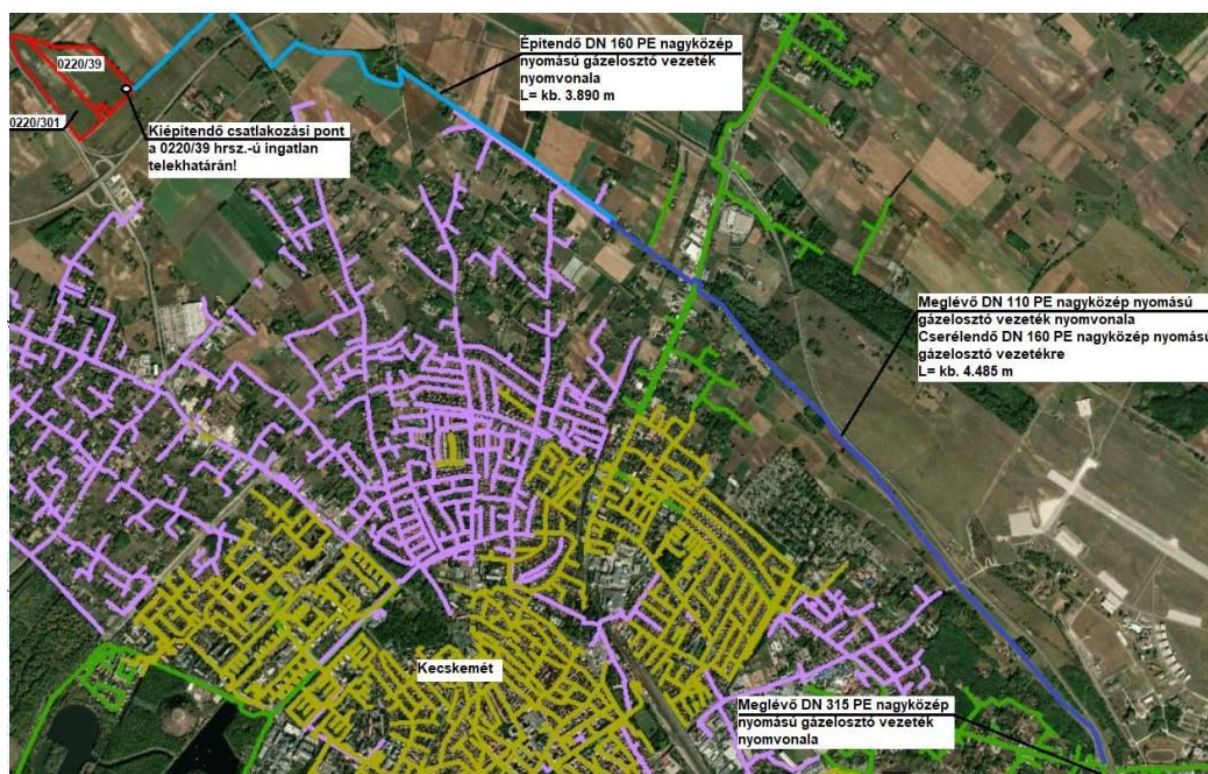 0220/39
0220/301
Kiépítendő csatlakozási pont
a 0220/39 hrsz.-ú ingatlan
telekhatárán!
Építendő DN 160 PE nagyközép
nyomású gázelosztó vezeték
nyomvonala
L= kb. 3.890 m
Meglévő DN 110 PE nagyközép nyomású
gázelosztó vezeték nyomvonala
Cserélendő DN 160 PE nagyközép nyomású
gázelosztó vezetékre
L= kb. 4.485 m
Kecskemét
Meglévő DN 315 PE nagyközép
nyomású gázelosztó vezeték
nyomvonala